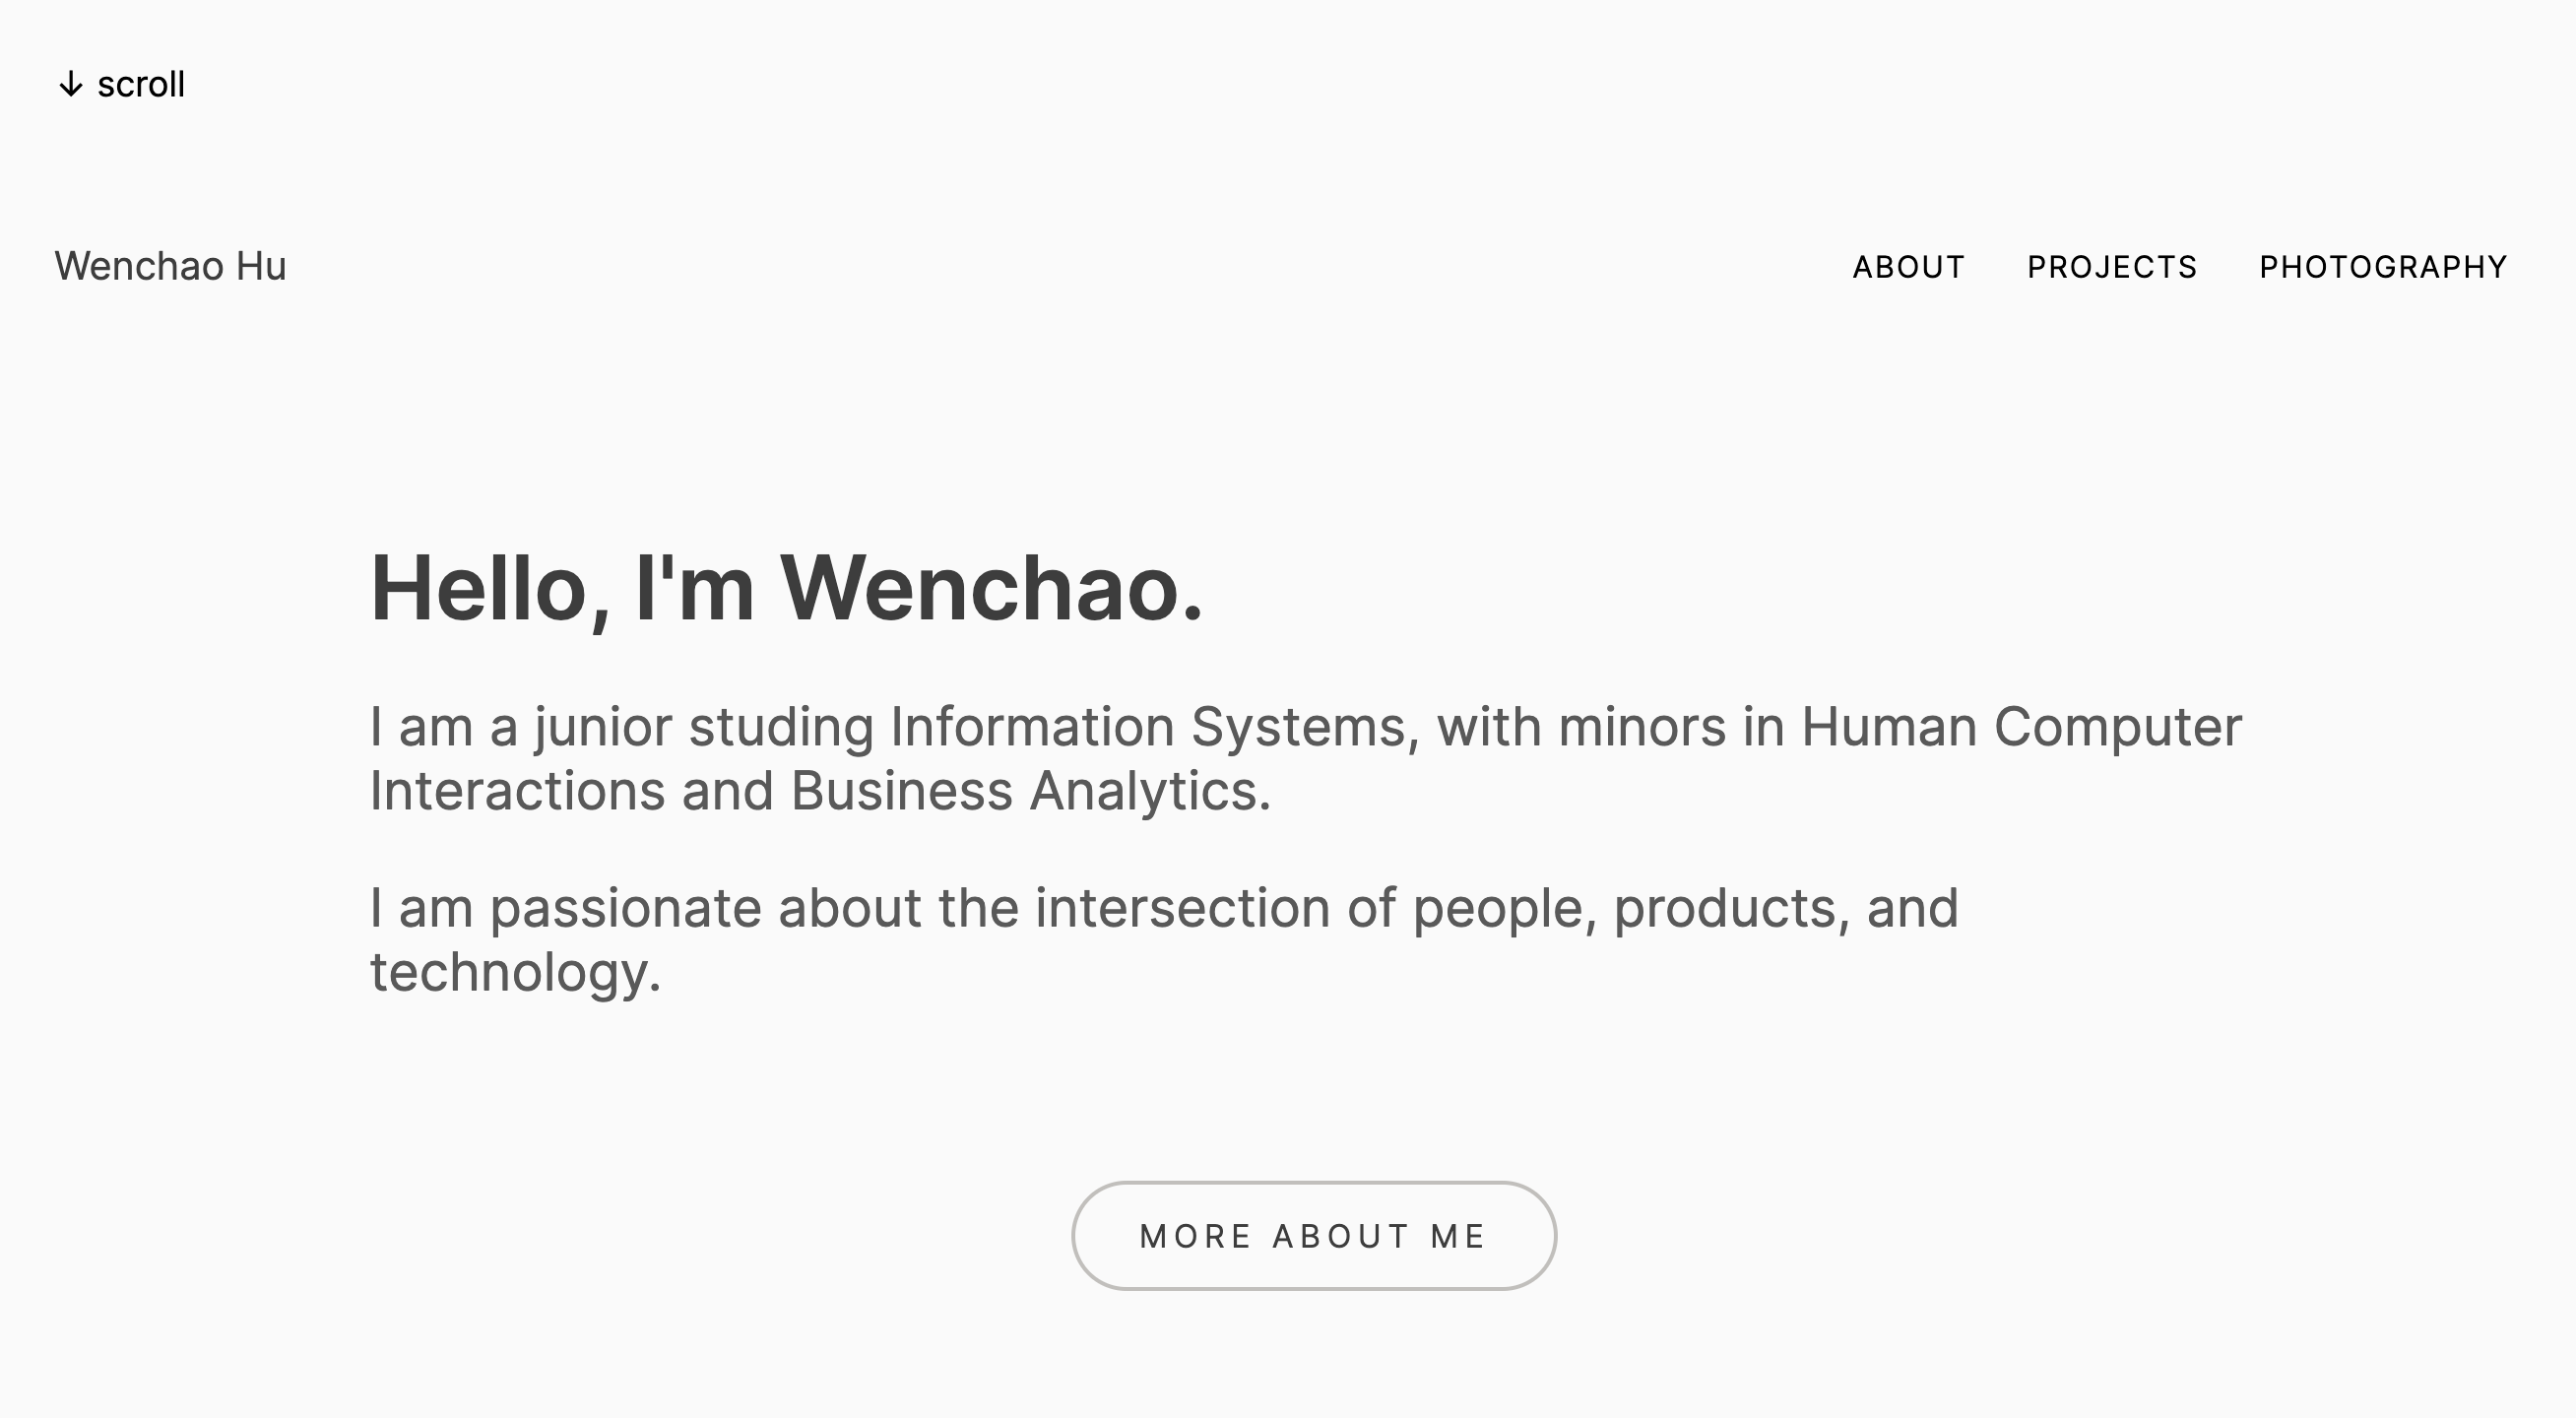 ↓ scroll
Wenchao Hu
ABOUT PROJECTS PHOTOGRAPHY
Hello, I'm Wenchao.
I am a junior studing Information Systems, with minors in Human Computer
Interactions and Business Analytics.
I am passionate about the intersection of people, products, and
technology.
MORE ABOUT ME